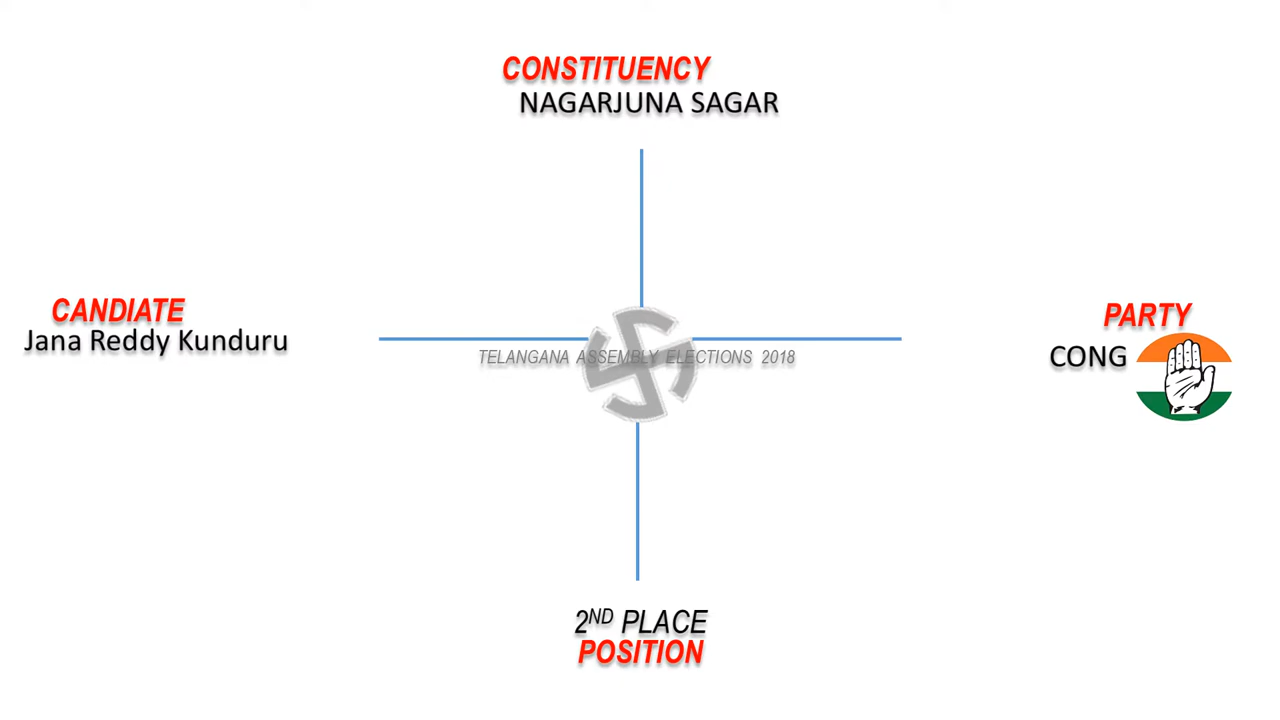 CONSTITUENCY
NAGARJUNA SAGAR
CANDIATE
Jana Reddy Kunduru
PARTY
CONG
TELANGANA ASSEMBLY ELECTIONS 2018
2ND PLACE
POSITION